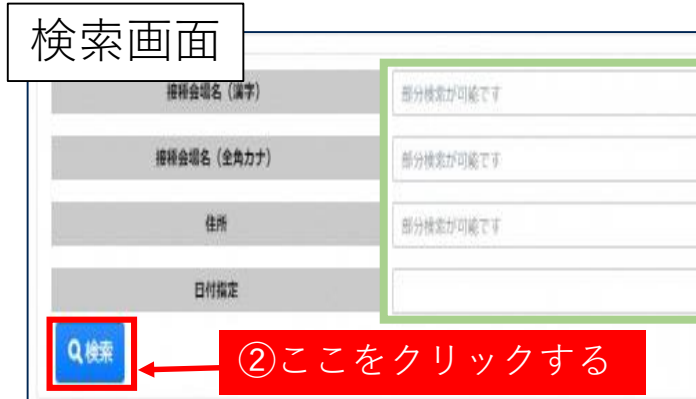 検索画面
接種会場名（漢字）
部分検索が可能です
接種会場名（全角カナ）
部分検索が可能です
住所
部分検索が可能です
日付指定
検索
②ここをクリックする